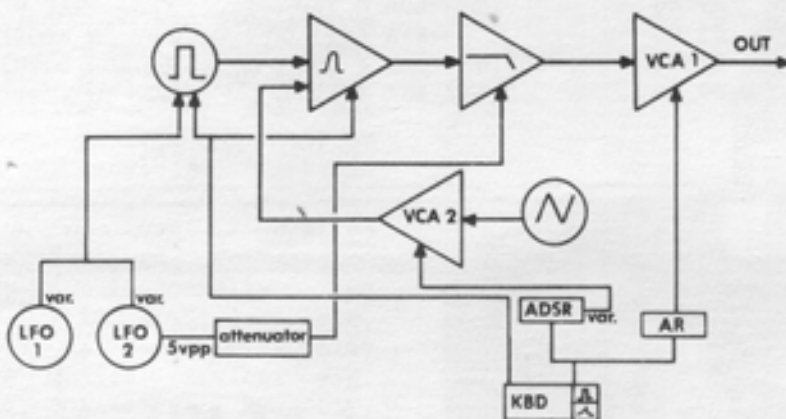 OUT
VCA 1
VCA 2
var.
var.
LFO
1
LFO
2
5vpp
attenuator
ADSR
var.
AR
KBD